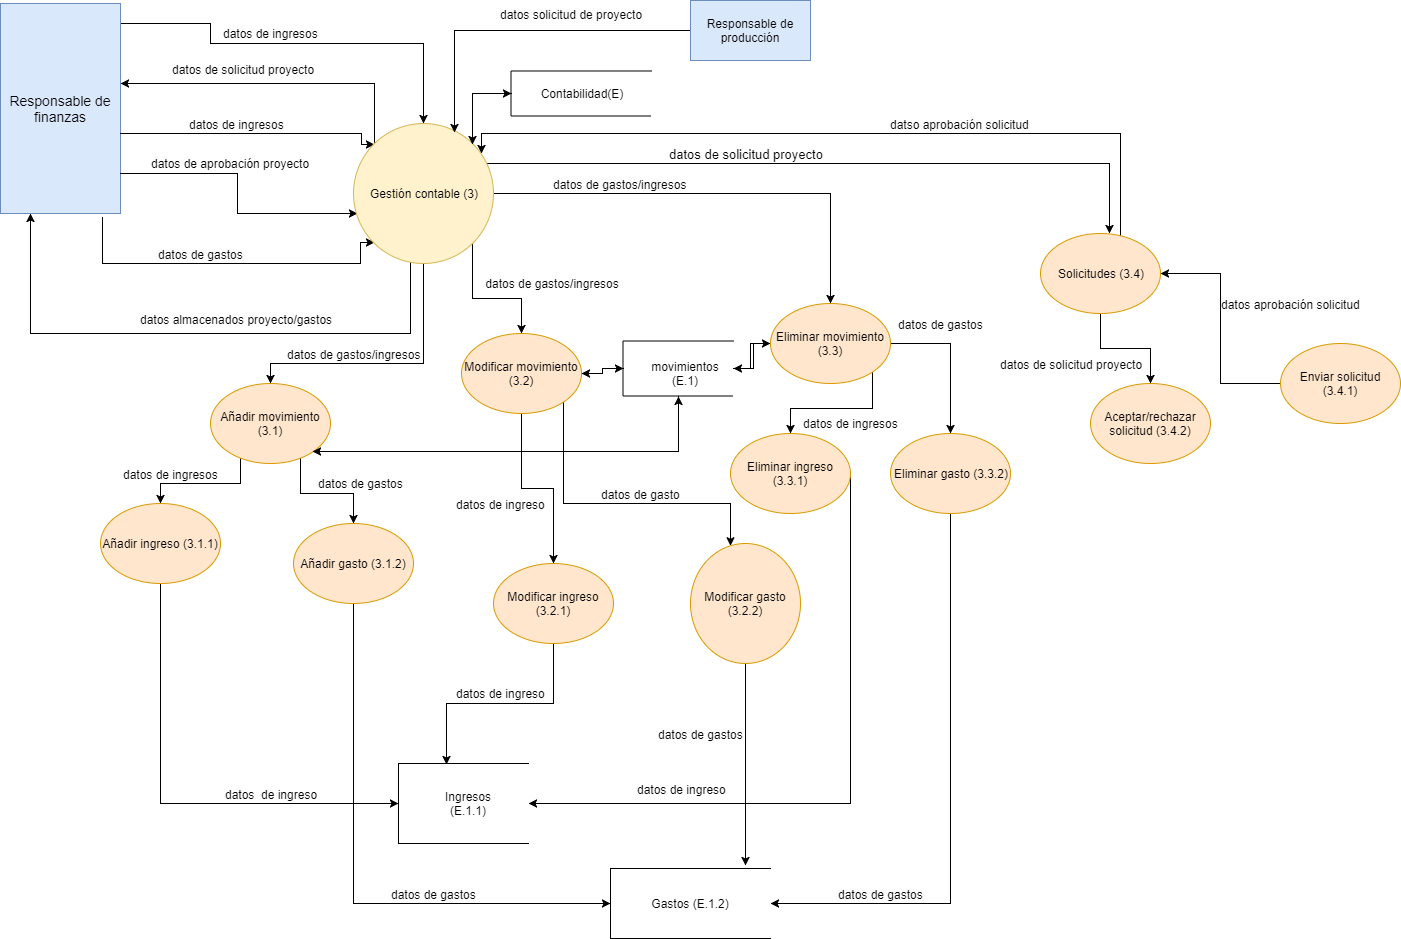 datos solicitud de proyecto
Responsable de
producción
datos de ingresos
datos de solicitud proyecto
Responsable de
finanzas
Contabilidad(E)
datos de ingresos
datso aprobación solicitud
datos de aprobación proyecto
datos de solicitud proyecto
Gestión contable (3)
datos de gastos/ingresos
datos de gastos
Solicitudes (3.4)
datos de gastos/ingresos
datos aprobación solicitud
datos almacenados proyecto/gastos
datos de gastos
Eliminar movimiento
(3.3)
datos de gastos/ingresos
Modificar movimiento
(3.2)
movimientos
(E.1)
datos de solicitud proyecto
Enviar solicitud
(3.4.1)
Añadir movimiento
(3.1)
datos de ingresos
Aceptar/rechazar
solicitud (3.4.2)
datos de ingresos
datos de gastos
Eliminar ingreso
(3.3.1)
Eliminar gasto (3.3.2)
datos de ingreso
datos de gasto
Añadir ingreso (3.1.1)
Añadir gasto (3.1.2)
Modificar ingreso
(3.2.1)
Modificar gasto
(3.2.2)
datos de ingreso
datos de gastos
datos  de ingreso
Ingresos
(E.1.1)
datos de ingreso
datos de gastos
Gastos (E.1.2)
datos de gastos